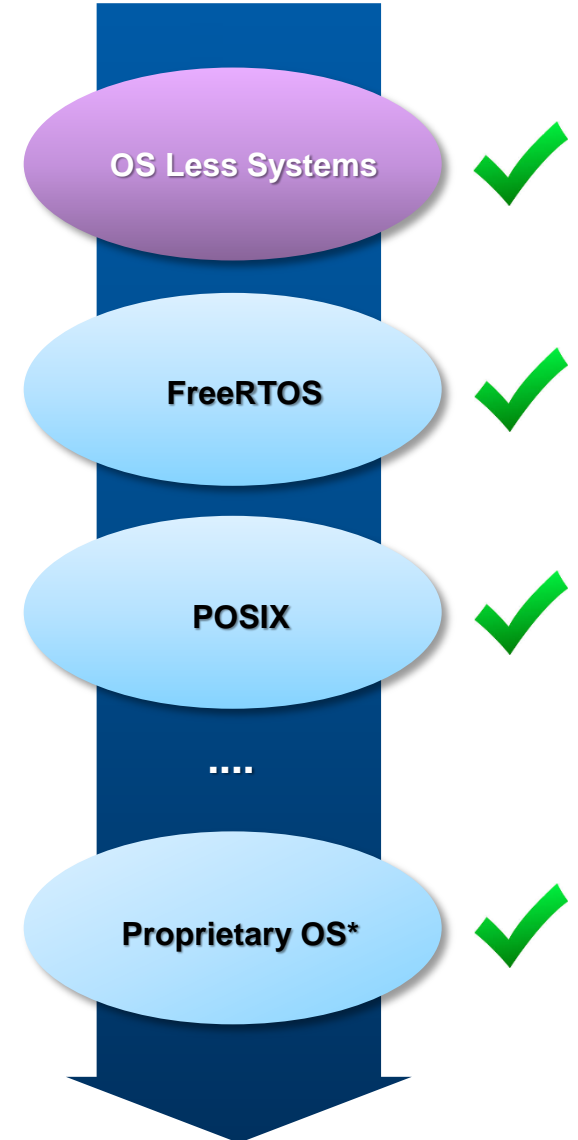 OS Less Systems
FreeRTOS
POSIX
....
Proprietary OS*